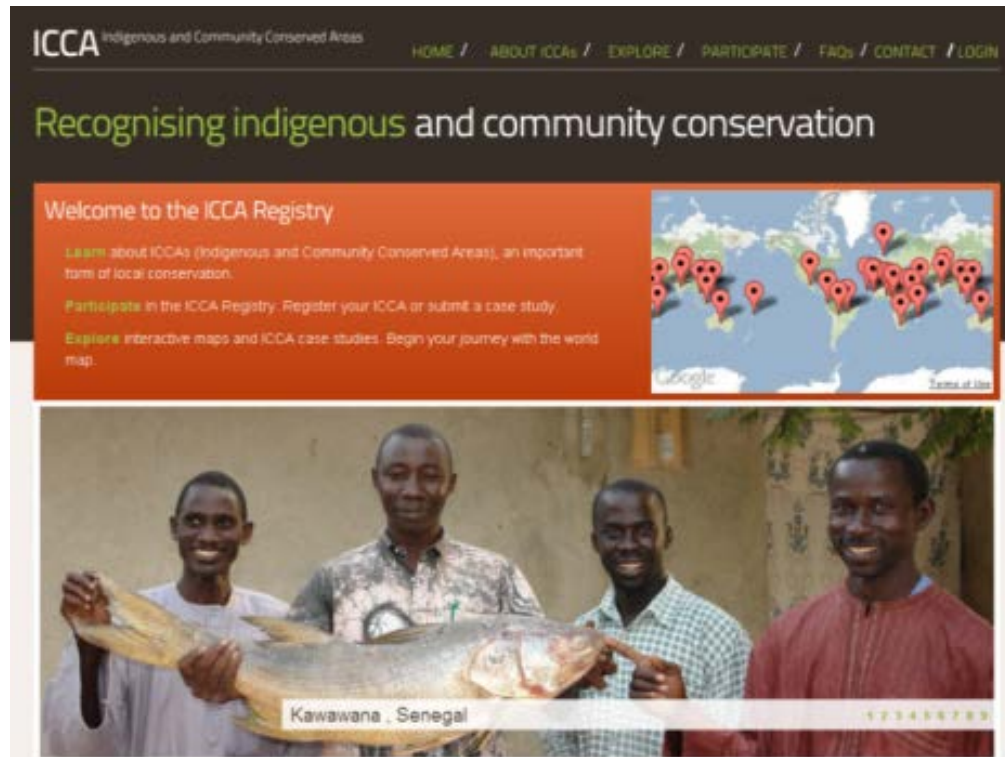 ICCA Indigenous and Community Conserved Areas
HOME / ABOUT ICCAs / EXPLORE / PARTICIPATE / FAQs / CONTACT / LOGIN
Recognising indigenous and community conservation
Welcome to the ICCA Registry
Learn about ICCAs (Indigenous and Community Conserved Areas), an important
form of local conservation.
Participate in the ICCA Registry. Register your ICCA or submit a case study.
Explore interactive maps and ICCA case studies. Begin your journey with the world
map.
Google
Terms of Use
Kawawana , Senegal
1 2 3 4 5 6 7 8 9